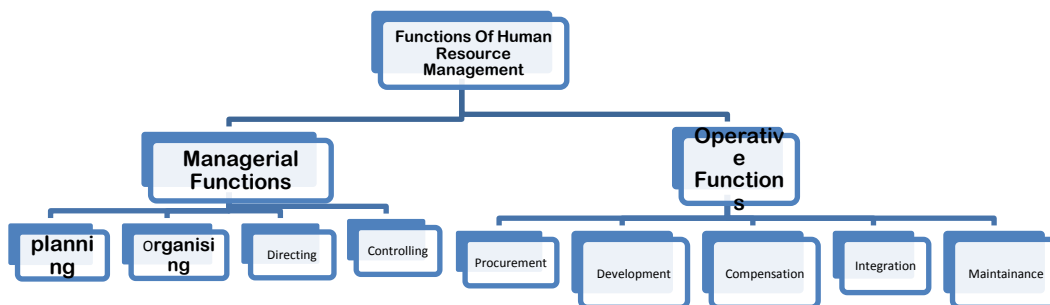 Functions Of Human
Resource
Management
Managerial
Functions
Operativ
e
Function
s
planni
ng
organisi
ng
Directing
Controlling
Procurement
Development
Compensation
Integration
Maintainance